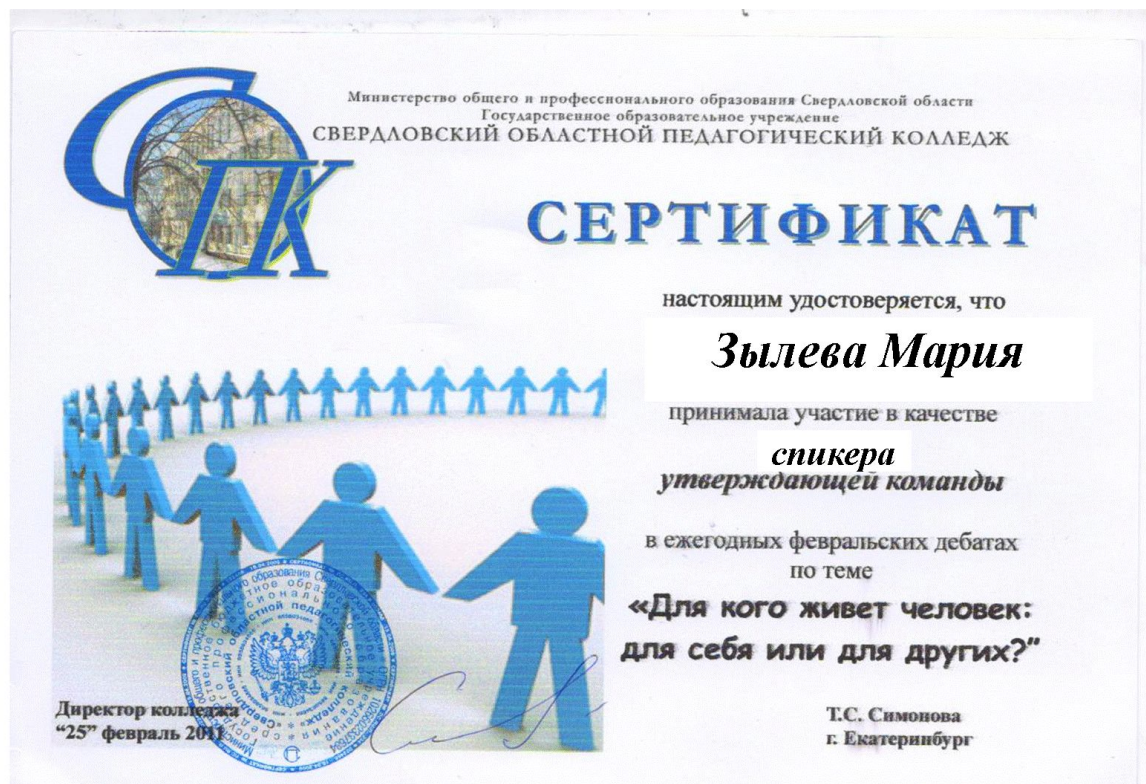 СПК
Министерство общего и профессионального образования Свердловской области
Государственное образовательное учреждение
СВЕРДЛОВСКИЙ ОБЛАСТНОЙ ПЕДАГОГИЧЕСКИЙ КОЛЛЕДЖ
СЕРТИФИКАТ
настоящим удостоверяется, что
Зылева Мария
принимала участие в качестве
спикера
утверждающей команды
в ежегодных февральских дебатах
по теме
«Для кого живет человек:
для себя или для других?”
Директор колледжа
“25” февраль 2011
Т.С. Симонова
г. Екатеринбург